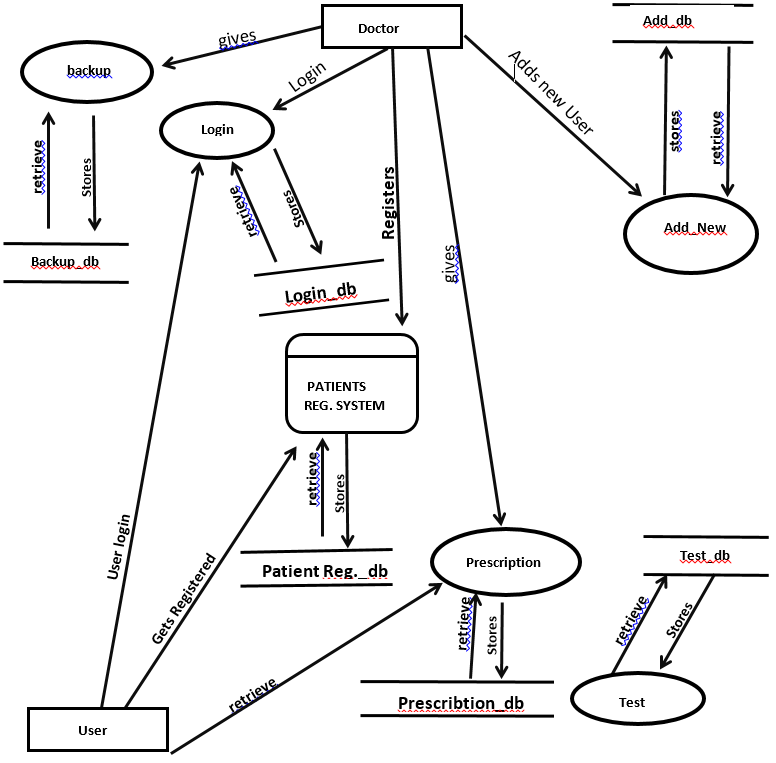 Doctor
Add_db
gives
backup
Login
Adds new User
Login
retrieve
Stores
stores
retrieve
Registers
retrieve
Stores
Add_New
gives
Backup_db
Login_db
PATIENTS
REG. SYSTEM
retrieve
Stores
User login
Gets Registered
Patient Reg._db
Prescription
Test_db
retrieve
Stores
retrieve
Stores
retrieve
Prescribtion_db
Test
User